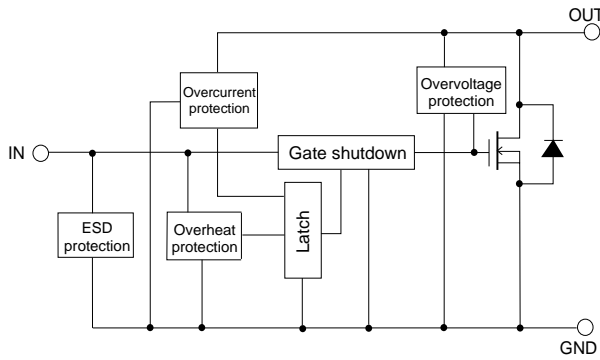 OUT
Overcurrent
protection
Overvoltage
protection
IN
Gate shutdown
ESD
protection
Overheat
protection
Latch
GND